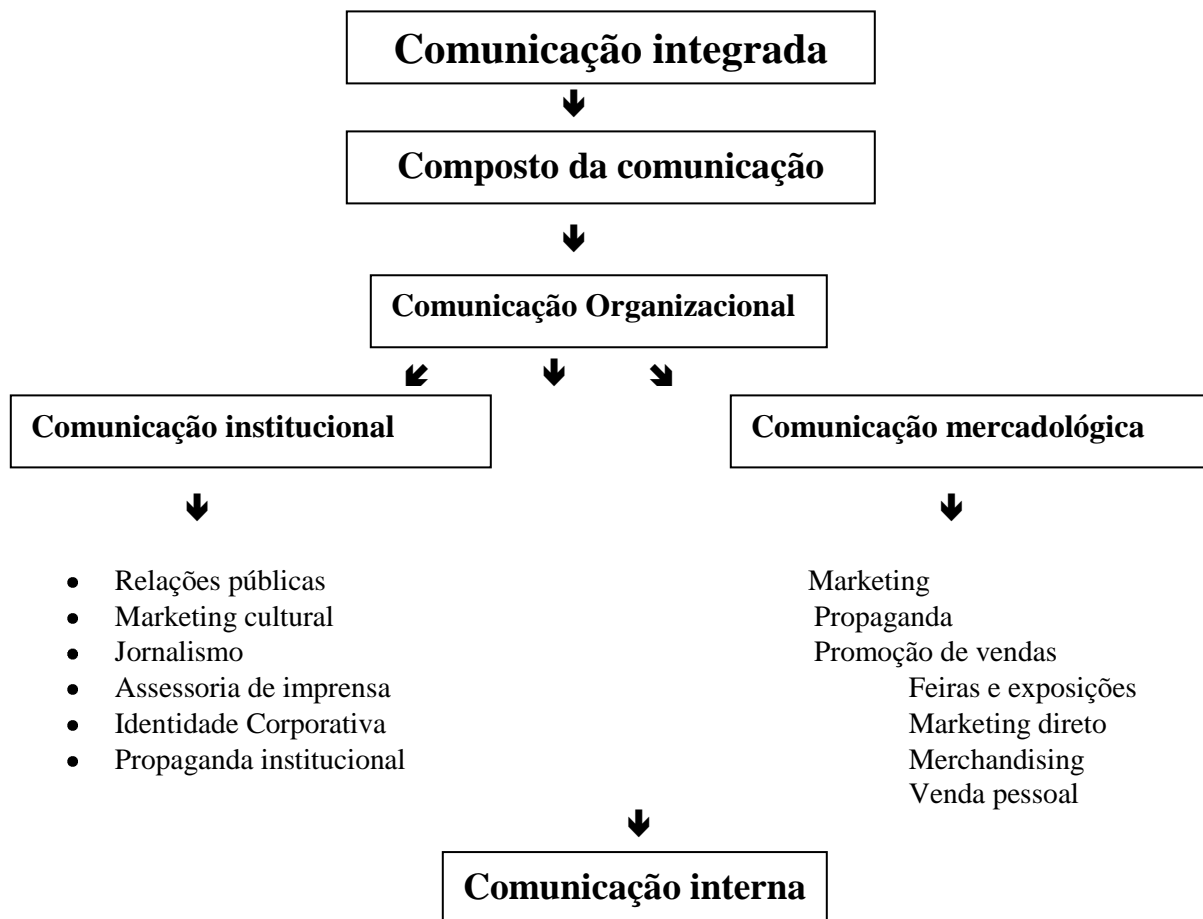 Comunicação integrada
Composto da comunicação
Comunicação Organizacional
Comunicação institucional
Comunicação mercadológica
Relações públicas
Marketing cultural
Jornalismo
Assessoria de imprensa
Identidade Corporativa
Propaganda institucional
Marketing
Propaganda
Promoção de vendas
Feiras e exposições
Marketing direto
Merchandising
Venda pessoal
Comunicação interna